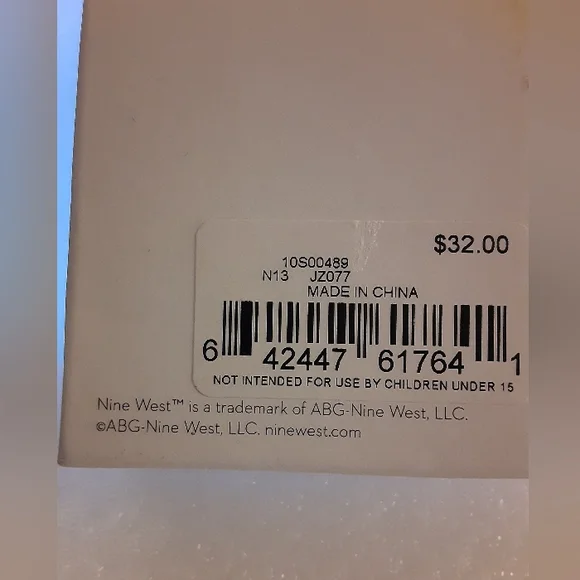 $32.00
10S00489
N13 JZ077
MADE IN CHINA
6 42447 61764 1
NOT INTENDED FOR USE BY CHILDREN UNDER 15
Nine West™ is a trademark of ABG-Nine West, LLC.
©ABG-Nine West, LLC. ninewest.com